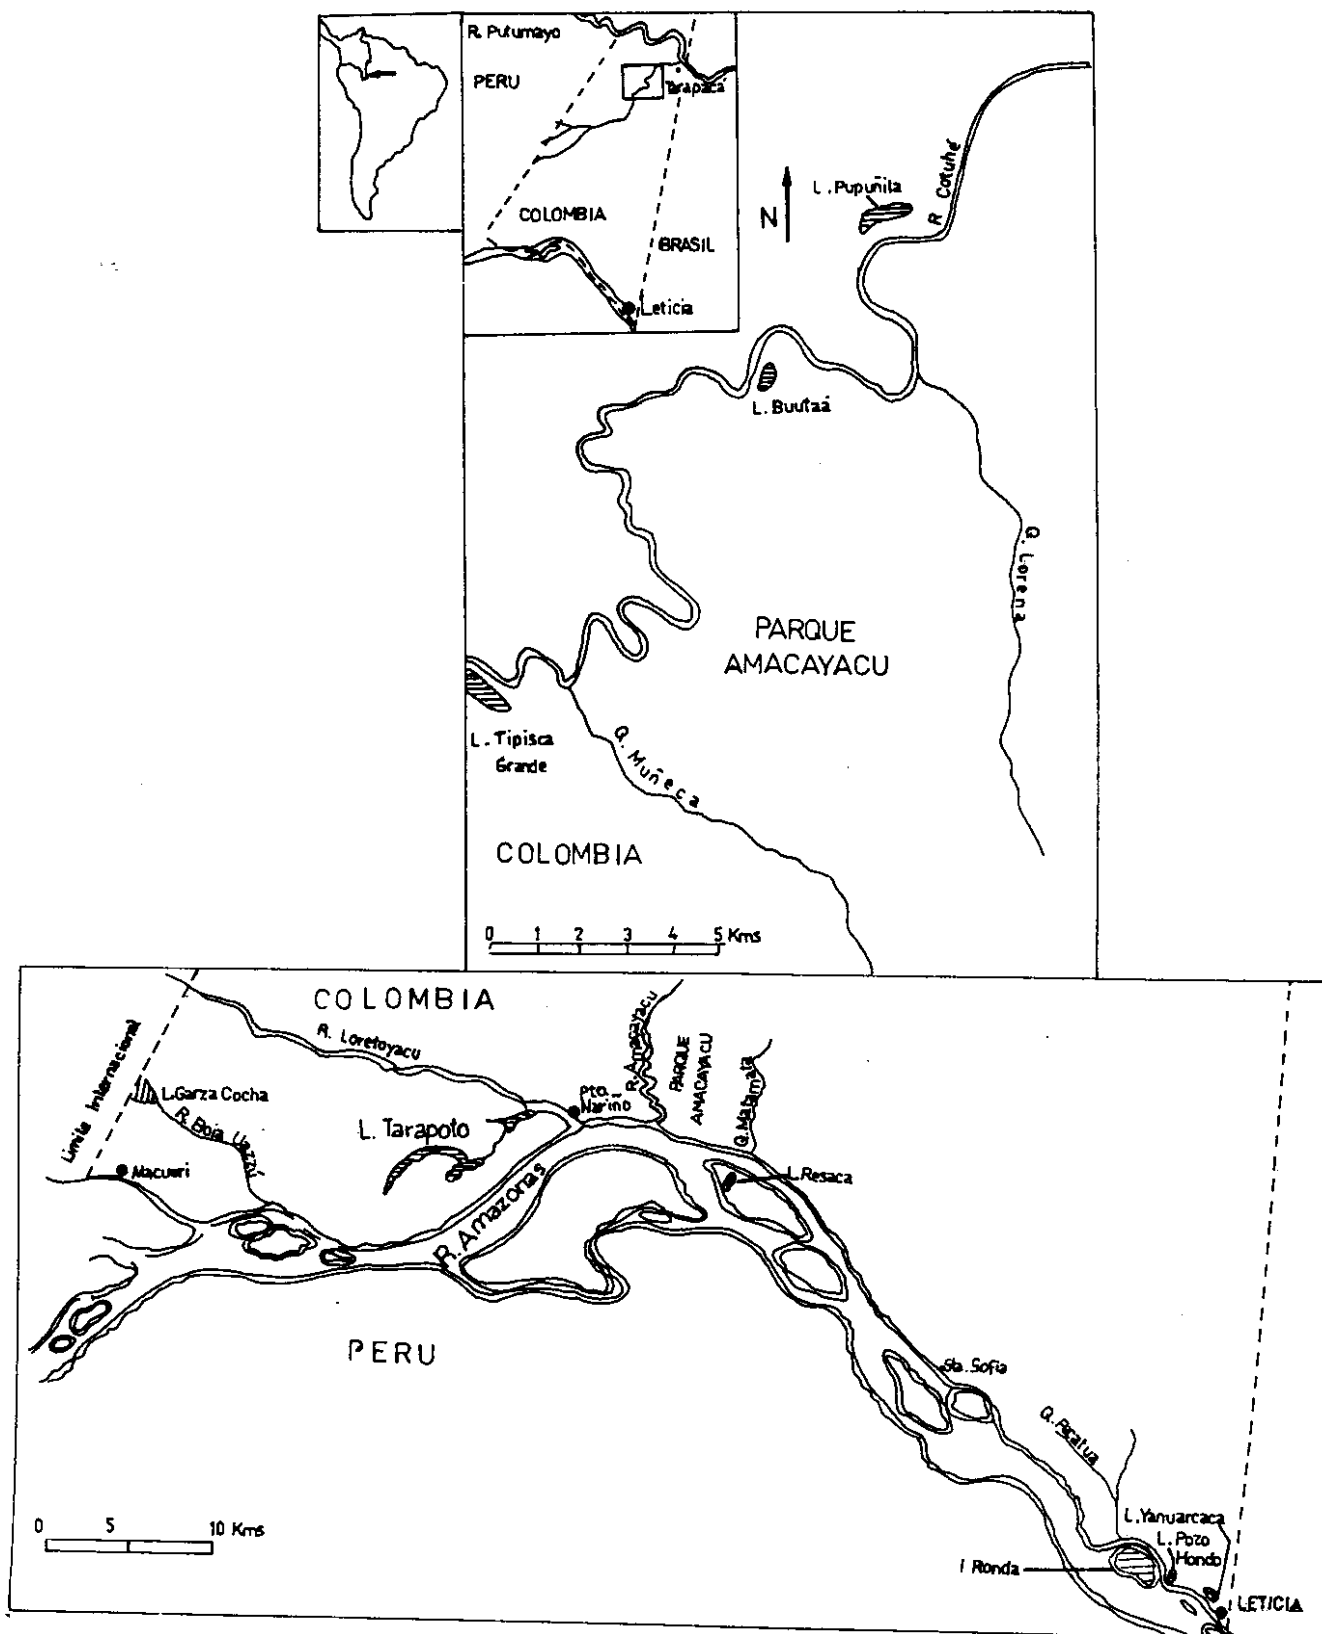 R. Putumayo
PERU
Tarapacá
COLOMBIA
BRASIL
Leticia
N
L. Pupuñita
R Cotuhé
L. Buutaá
Q. Lorena
PARQUE
AMACAYACU
L. Tipisca
Grande
Q. Muñeca
COLOMBIA
0 1 2 3 4 5 Kms
COLOMBIA
Limite Internacional
R. Loretoyacu
R. Amacayacu
PARQUE
AMACAYACU
Q. Matamata
L.Garza Cocha
Pto.
Nariño
R. Boia Uazzú
L. Tarapoto
Macuari
L.Resaca
R. Amazonas
PERU
Sta. Sofia
Q. Pacatua
L. Yanuarcaca
L. Pozo
Hondo
I Ronda
LETICIA
0 5 10 Kms